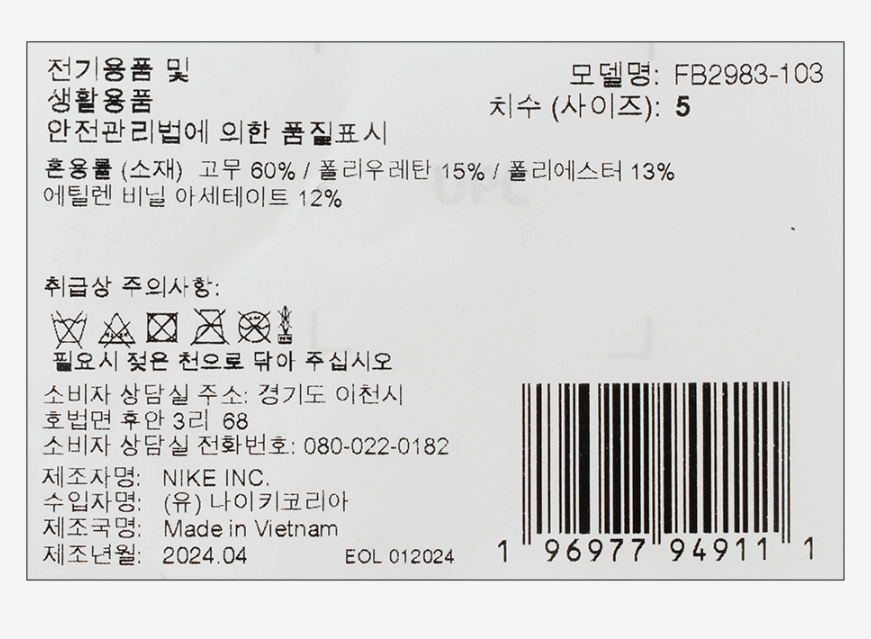 전기용품 및
생활용품
안전관리법에 의한 품질표시
모델명: FB2983-103
치수 (사이즈): 5
혼용률 (소재) 고무 60% / 폴리우레탄 15% / 폴리에스터 13%
에틸렌 비닐 아세테이트 12%
취급상 주의사항:
필요시 젖은 천으로 닦아 주십시오
소비자 상담실 주소: 경기도 이천시
호법면 후안 3리 68
소비자 상담실 전화번호: 080-022-0182
제조자명: NIKE INC.
수입자명: (유) 나이키코리아
제조국명: Made in Vietnam
제조년월: 2024.04
EOL 012024
1 96977 94911 1